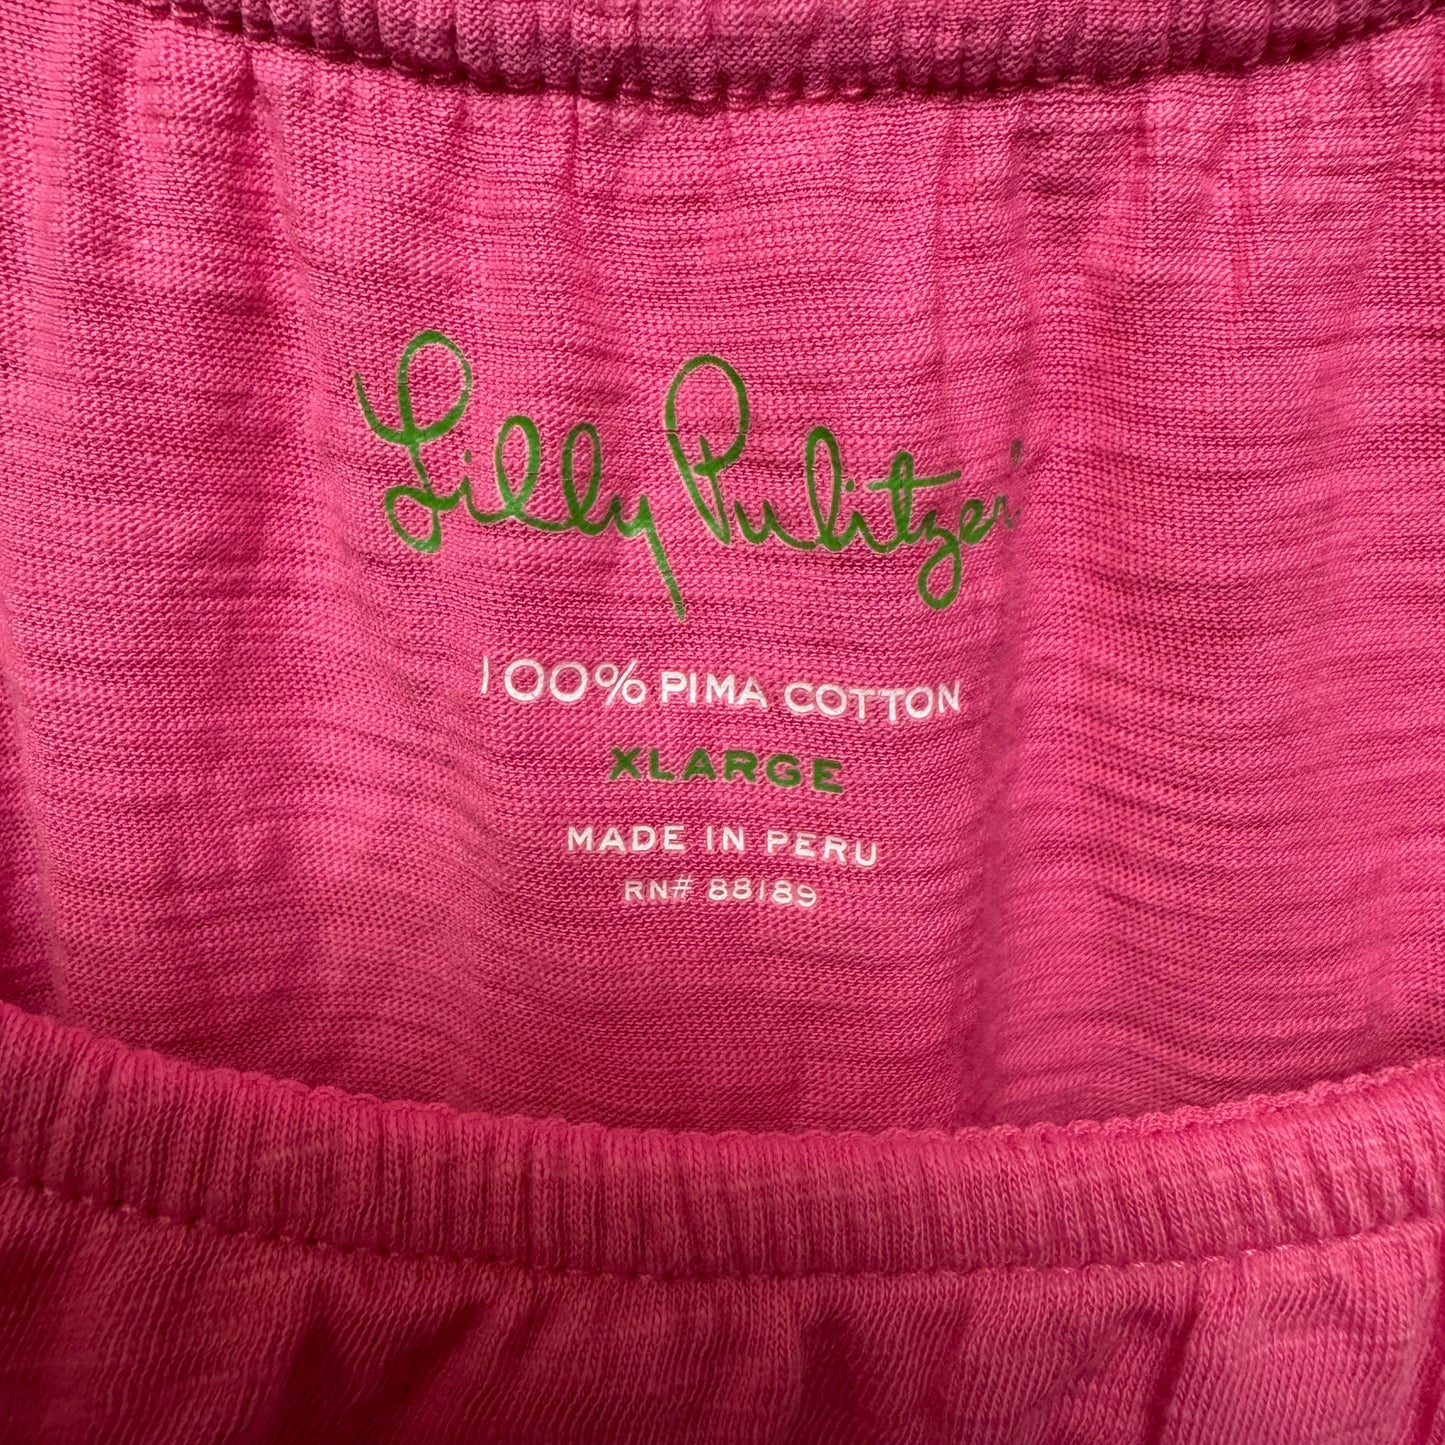 Lilly Pulitzer
100% PIMA COTTON
XLARGE
MADE IN PERU
RN# 88189